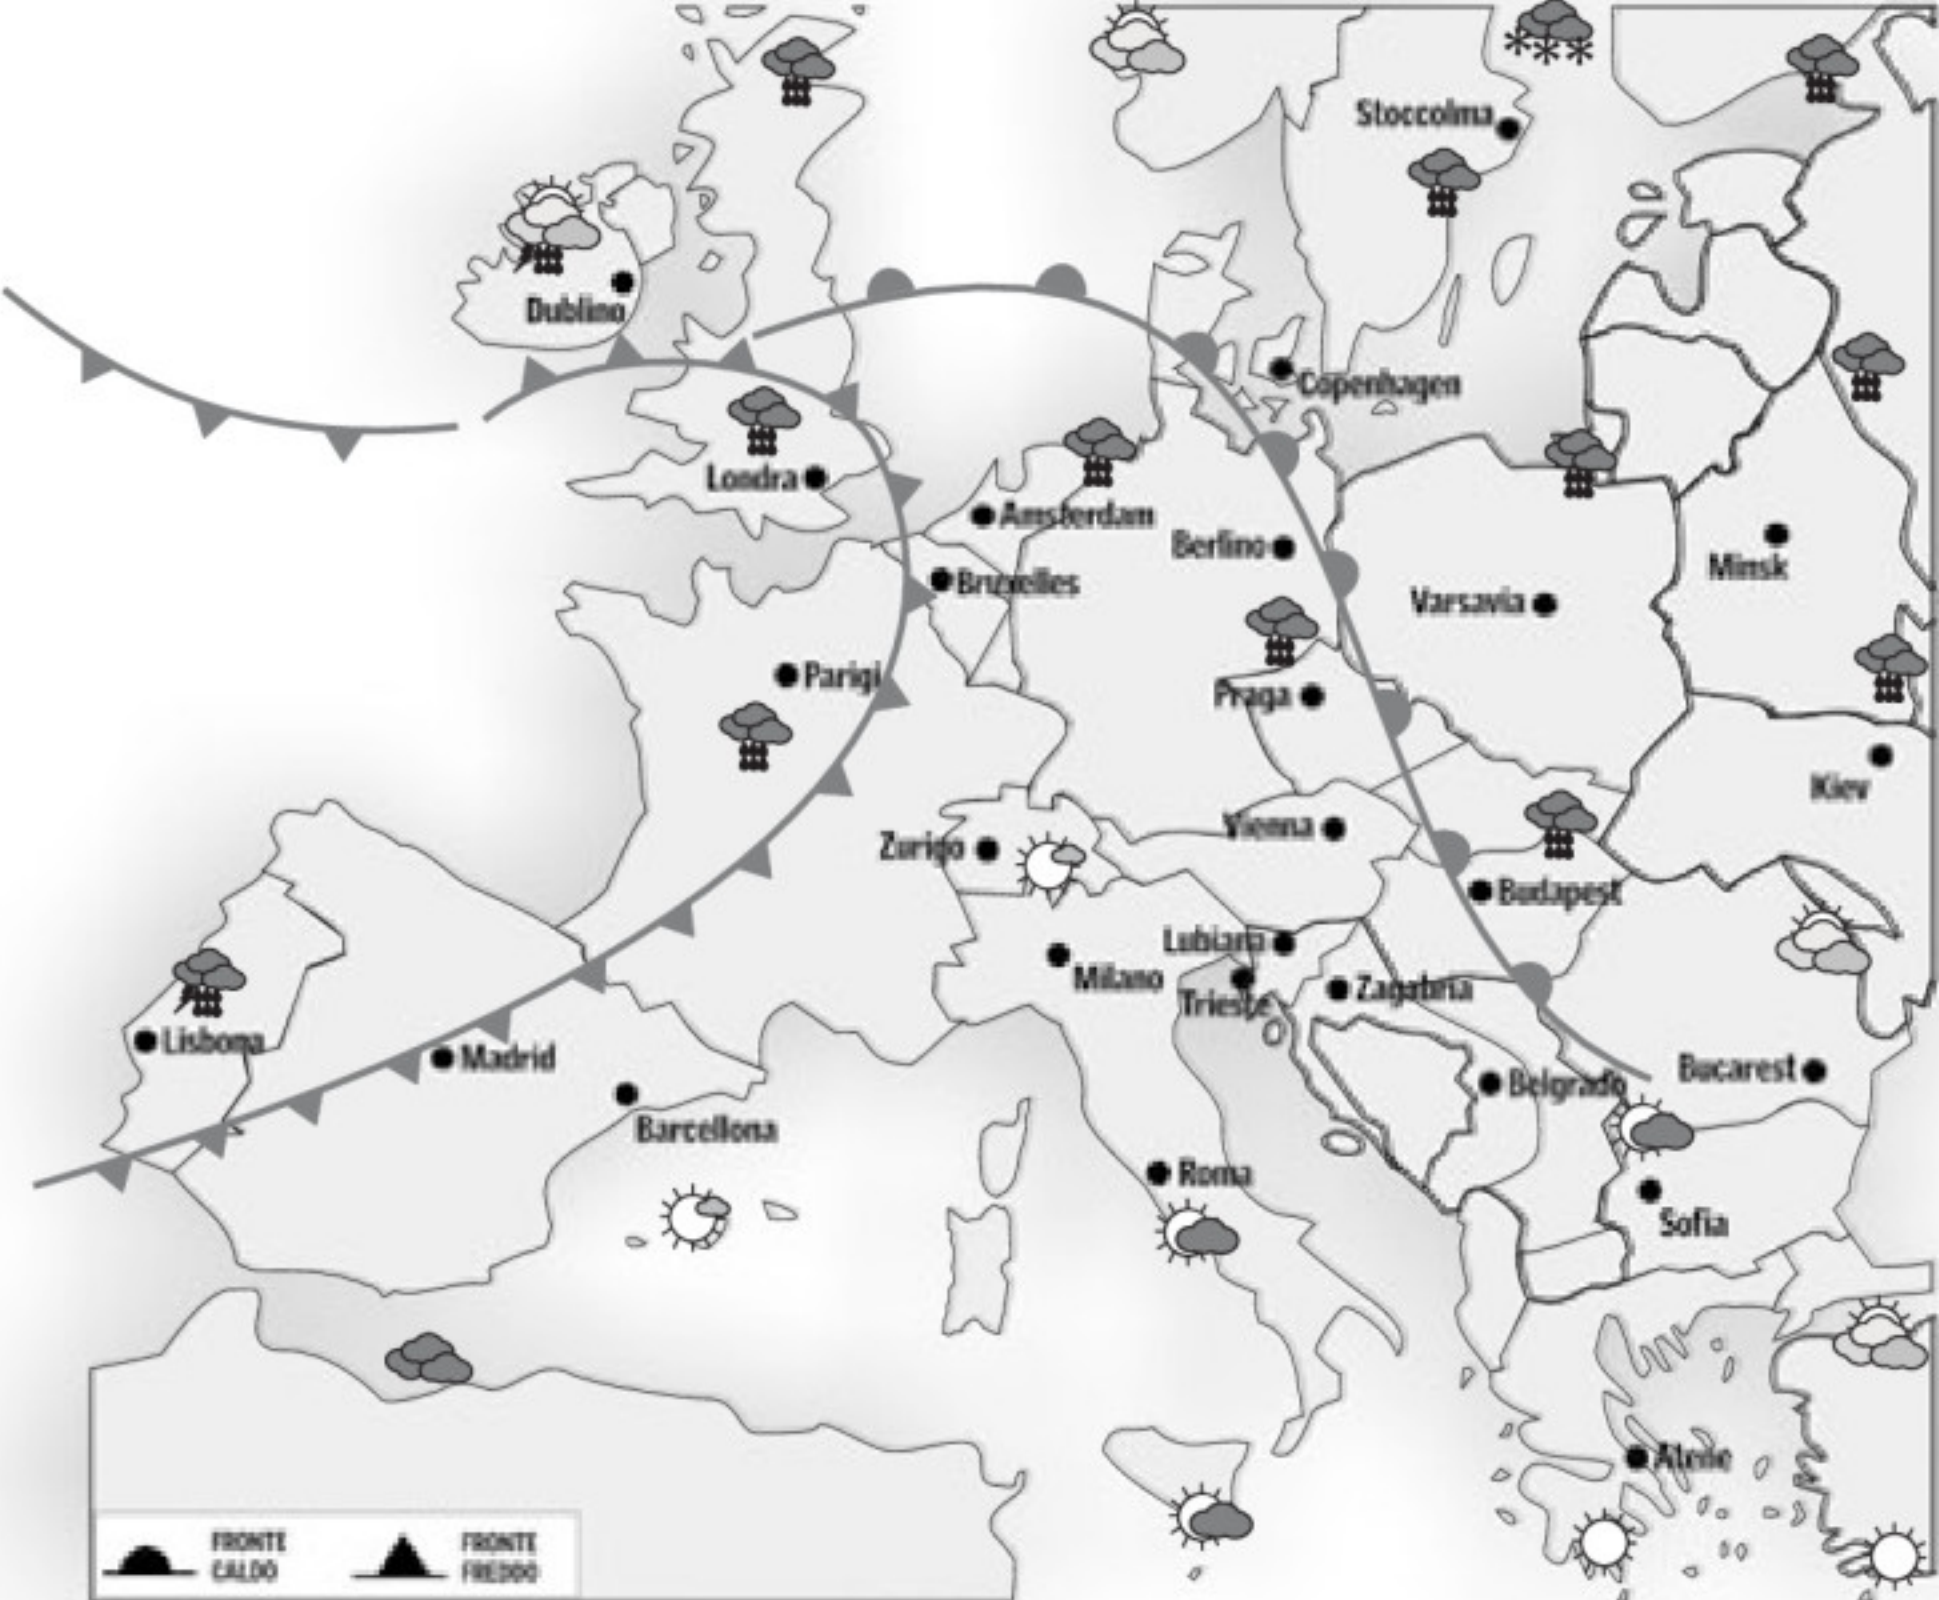 Stoccolma
Dublino
Copenhagen
Londra
Amsterdam
Berlino
Minsk
Bruxelles
Varsavia
Parigi
Praga
Kiev
Vienna
Zurigo
Budapest
Lubiana
Milano
Zagabria
Trieste
Lisbona
Madrid
Bucarest
Belgrado
Barcellona
Roma
Sofia
Atene
FRONTE
CALDO
FRONTE
FREDDO